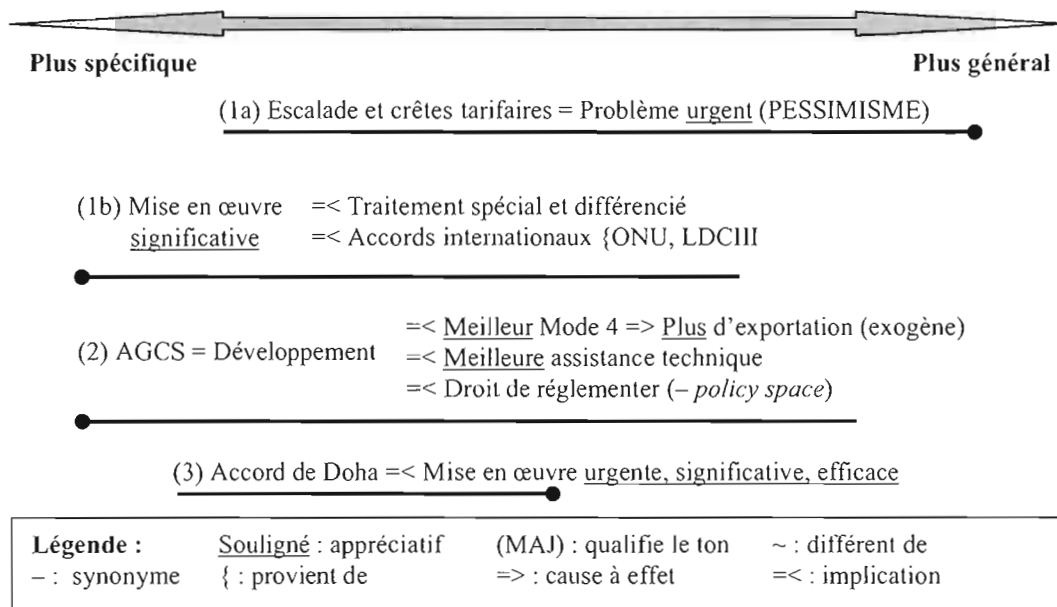 Plus spécifique Plus général
(1a) Escalade et crêtes tarifaires = Problème urgent (PESSIMISME)
(1b) Mise en œuvre =< Traitement spécial et différencié
significative =< Accords internationaux {ONU, LDCIII
=< Meilleur Mode 4 => Plus d'exportation (exogène)
(2) AGCS = Développement =< Meilleure assistance technique
=< Droit de réglementer (– policy space)
(3) Accord de Doha =< Mise en œuvre urgente, significative, efficace
Légende : Souligné : appréciatif (MAJ) : qualifie le ton ~ : différent de
– : synonyme { : provient de => : cause à effet =< : implication